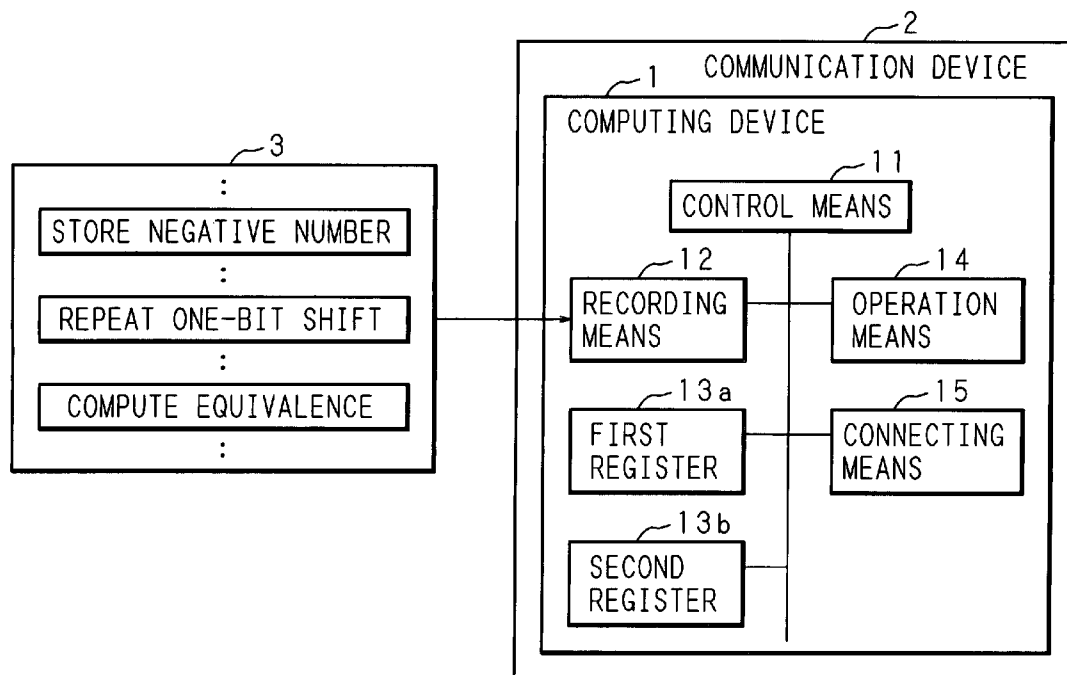 2
COMMUNICATION DEVICE
1
COMPUTING DEVICE
3
⋮
STORE NEGATIVE NUMBER
⋮
REPEAT ONE-BIT SHIFT
⋮
COMPUTE EQUIVALENCE
⋮
11
CONTROL MEANS
12
RECORDING
MEANS
14
OPERATION
MEANS
13a
FIRST
REGISTER
15
CONNECTING
MEANS
13b
SECOND
REGISTER